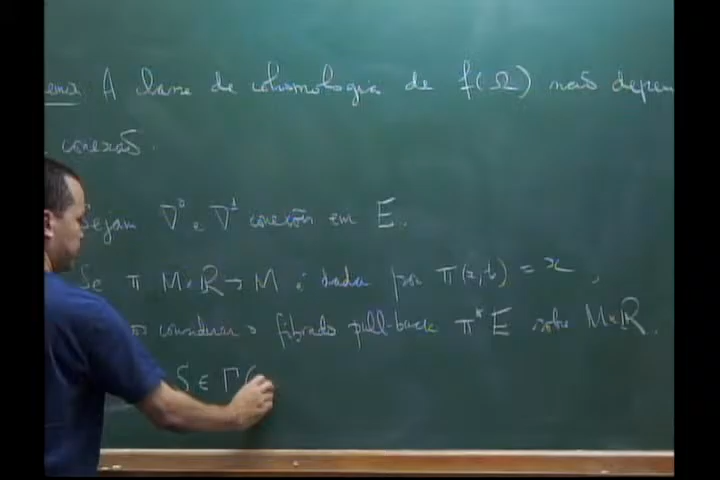 ema A classe de cohomologia de f(Ω) não depen
conexão.
Sejam ∇⁰ e ∇¹ conexões em E.
Se π M×R → M é dada por π(x,t) = x,
os considerar o fibrado pull-back π*E sobre M×R.
S ∈ Γ(